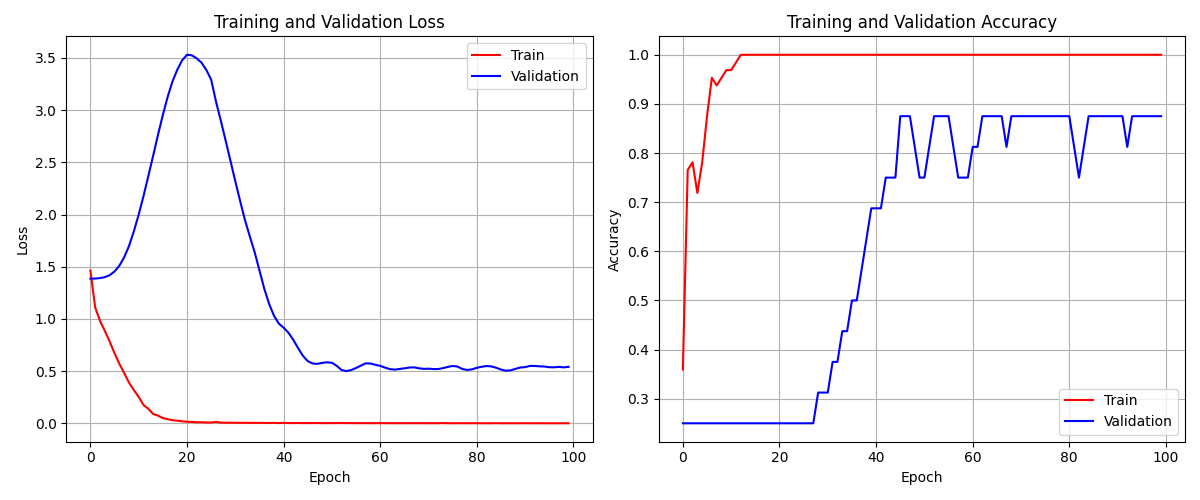 Training and Validation Loss
3.5
3.0
2.5
2.0
1.5
1.0
0.5
0.0
Loss
0 20 40 60 80 100
Epoch
Train
Validation
Training and Validation Accuracy
1.0
0.9
0.8
0.7
0.6
0.5
0.4
0.3
Accuracy
0 20 40 60 80 100
Epoch
Train
Validation